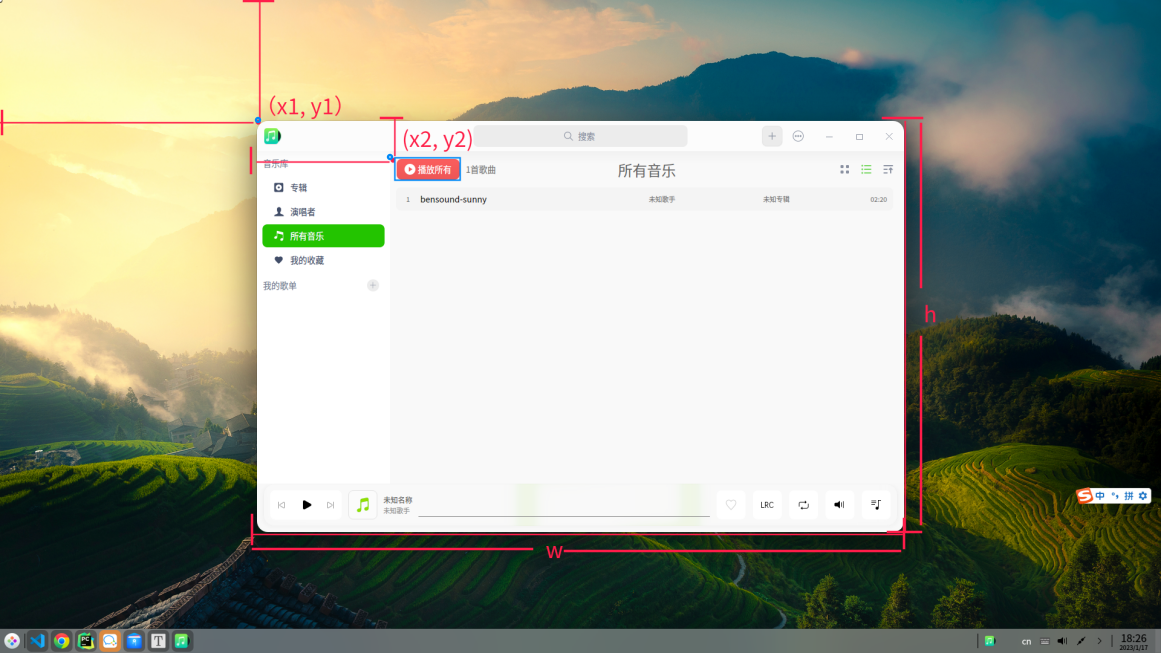 (x1, y1)
(x2, y2)
搜索
音乐库
播放所有
1首歌曲
所有音乐
专辑
1 bensound-sunny 未知歌手 未知专辑 02:20
演唱者
所有音乐
我的收藏
我的歌单
h
中 拼
未知名称
未知歌手
LRC
w
PC
T
cn
18:26
2023/1/17